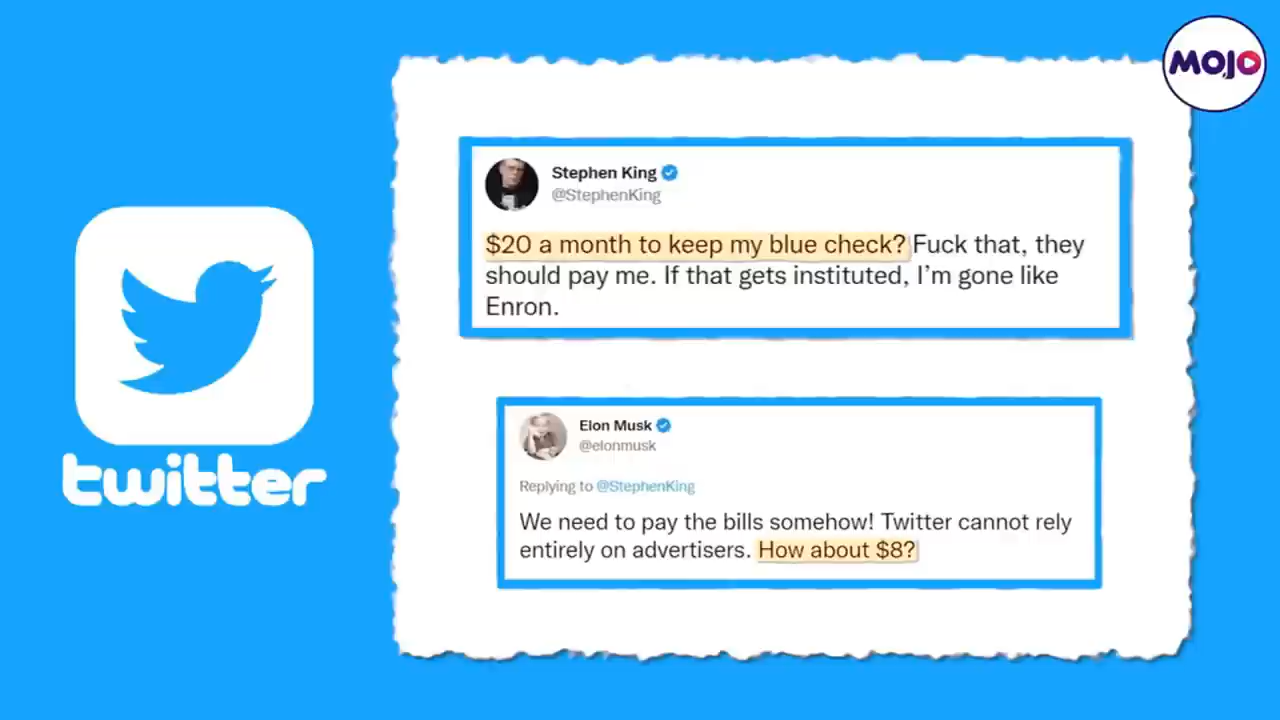 MOJO
Stephen King
@StephenKing
$20 a month to keep my blue check? Fuck that, they
should pay me. If that gets instituted, I’m gone like
Enron.
twitter
Elon Musk
@elonmusk
Replying to @StephenKing
We need to pay the bills somehow! Twitter cannot rely
entirely on advertisers. How about $8?